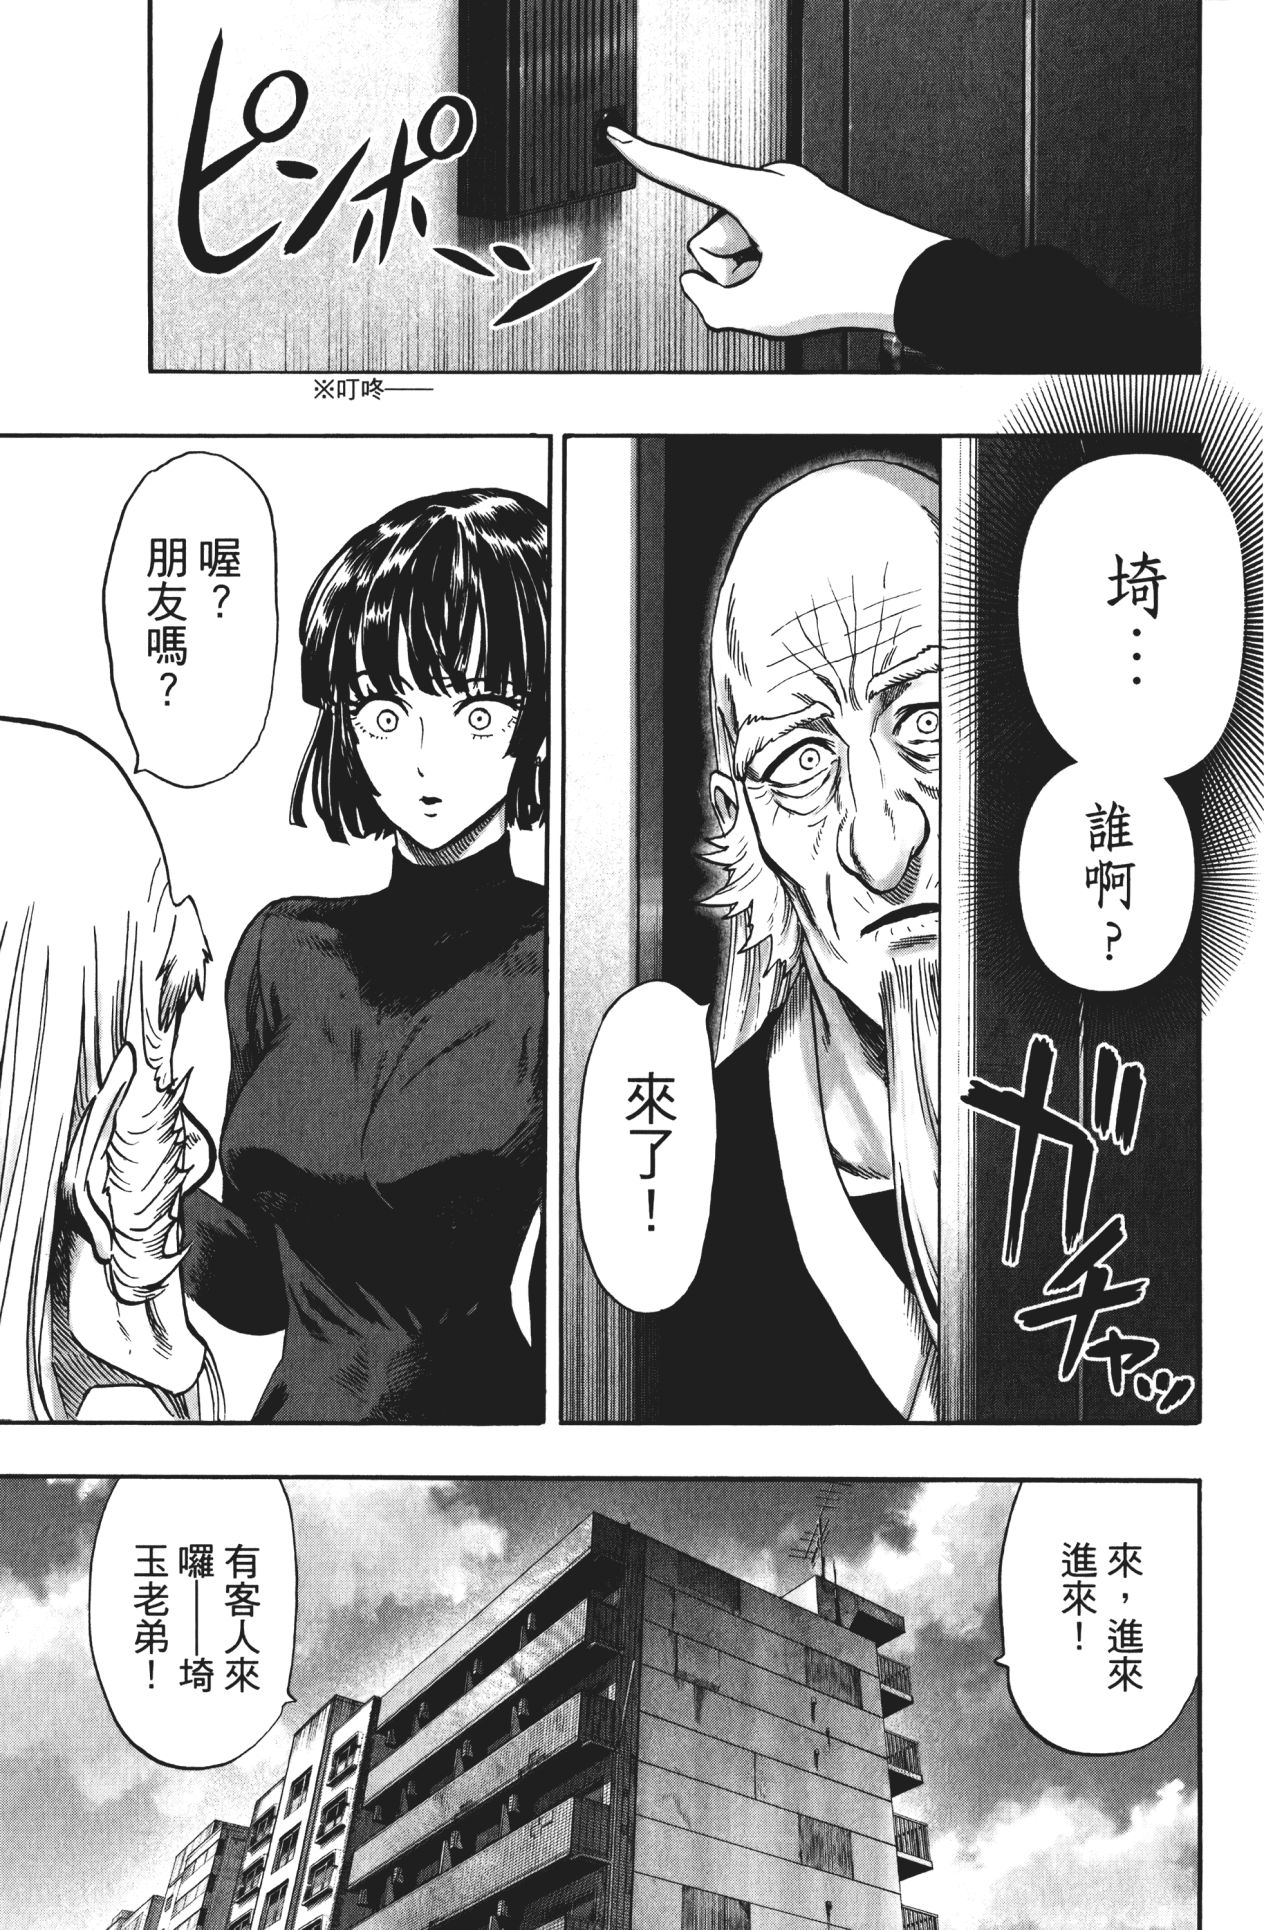 ピンポーン
※叮咚——
埼…
誰啊？
ガチャッ
來了！
喔？
朋友嗎？
來，進來
進來！
有客人來
囉——埼
玉老弟！